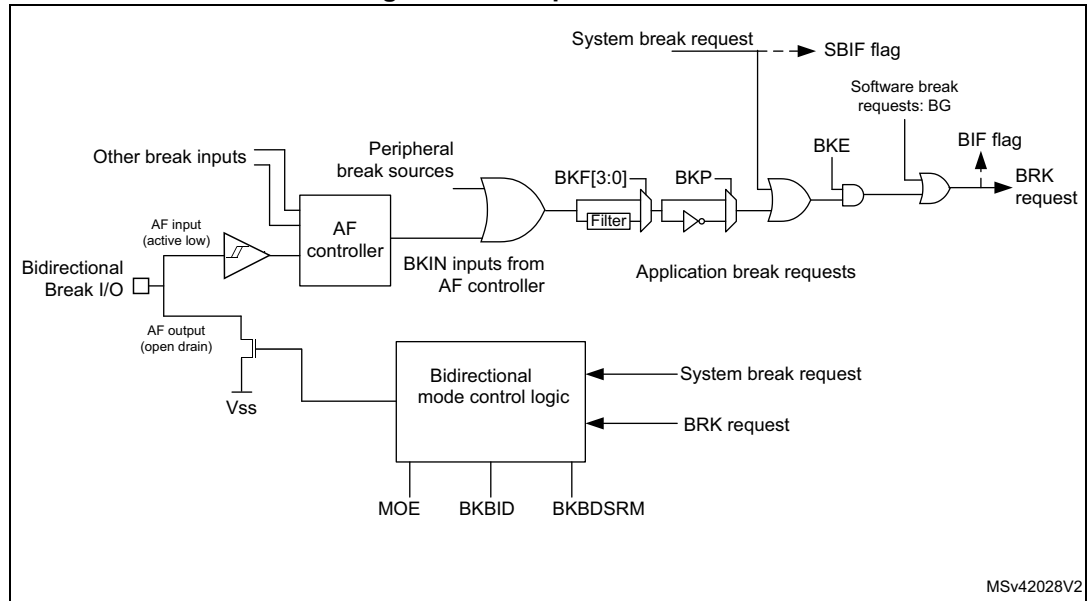 System break request
SBIF flag
Software break
requests: BG
BIF flag
BKE
BRK
request
Other break inputs
Peripheral
break sources
BKF[3:0]
BKP
Filter
AF input
(active low)
AF
controller
Bidirectional
Break I/O
BKIN inputs from
AF controller
Application break requests
AF output
(open drain)
Vss
Bidirectional
mode control logic
System break request
BRK request
MOE
BKBID
BKBDSRM
MSv42028V2